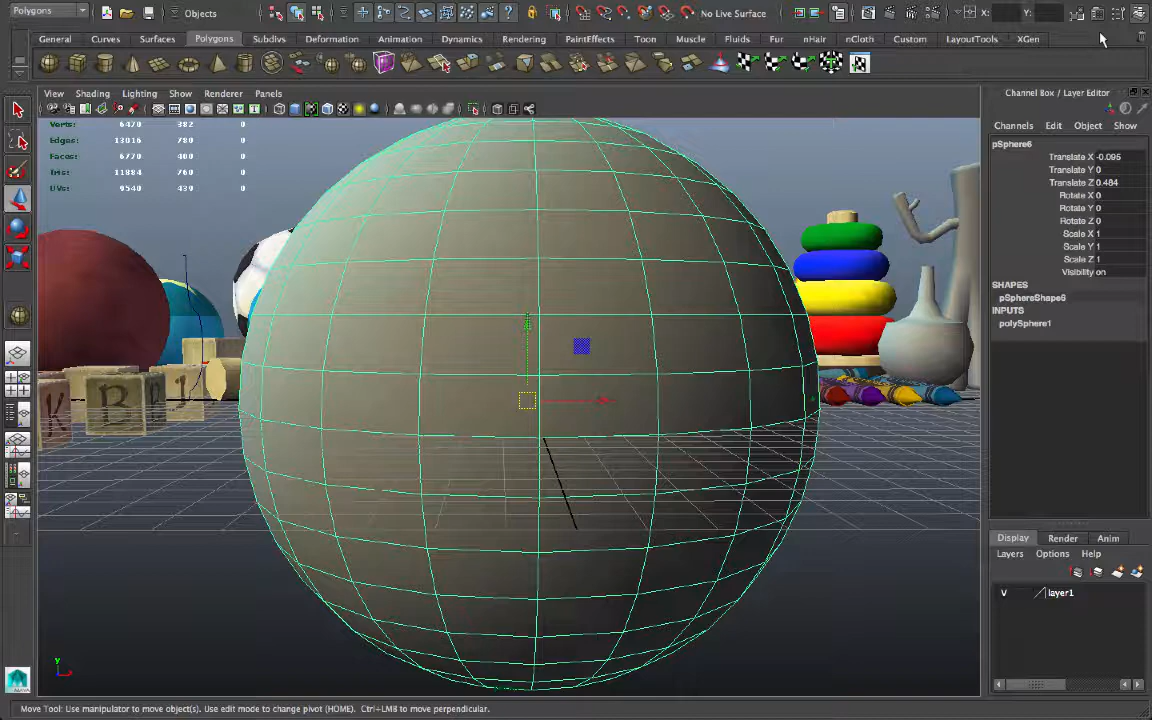 Polygons Objects No Live Surface X: Y:
General Curves Surfaces Polygons Subdivs Deformation Animation Dynamics Rendering PaintEffects Toon Muscle Fluids Fur nHair nCloth Custom LayoutTools XGen
View Shading Lighting Show Renderer Panels
Channel Box / Layer Editor
Channels Edit Object Show
Verts: 6470 382 0
Edges: 13016 780 0
Faces: 6770 400 0
Tris: 11884 760 0
UVs: 9540 439 0
pSphere6
Translate X -0.095
Translate Y 0
Translate Z 0.484
Rotate X 0
Rotate Y 0
Rotate Z 0
Scale X 1
Scale Y 1
Scale Z 1
Visibility on
SHAPES
pSphereShape6
INPUTS
polySphere1
K B J
Display Render Anim
Layers Options Help
V layer1
y
Move Tool: Use manipulator to move object(s). Use edit mode to change pivot (HOME). Ctrl+LMB to move perpendicular.